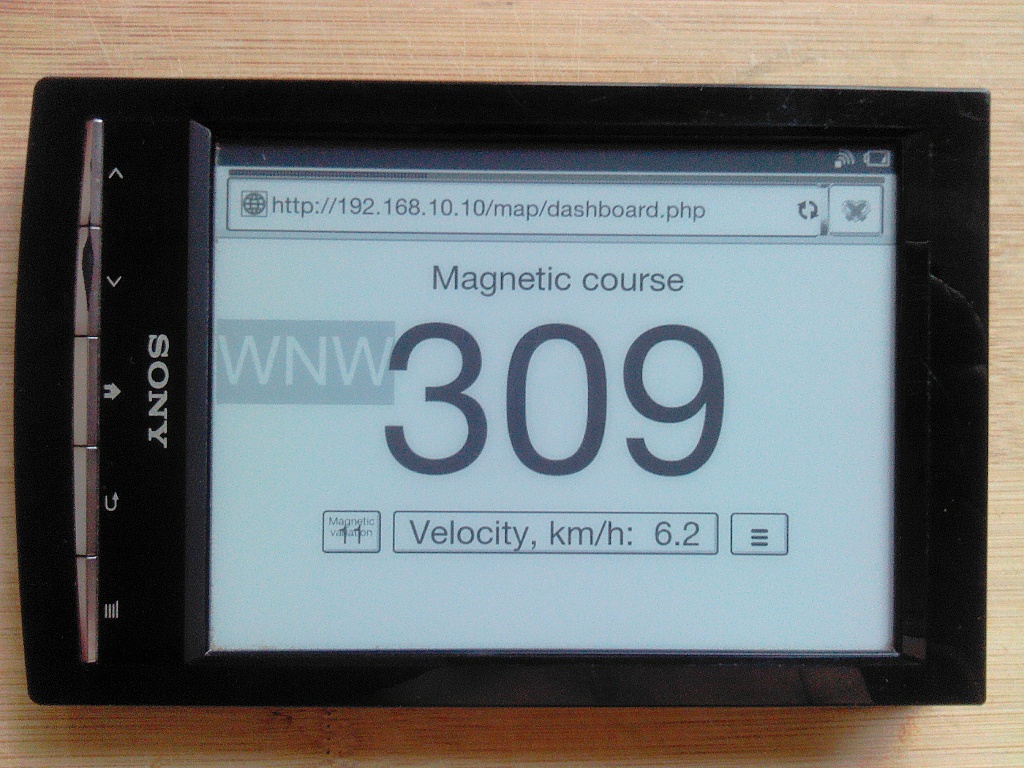 http://192.168.10.10/map/dashboard.php
Magnetic course
WNW
309
Magnetic
variation
11
Velocity, km/h: 6.2
SONY